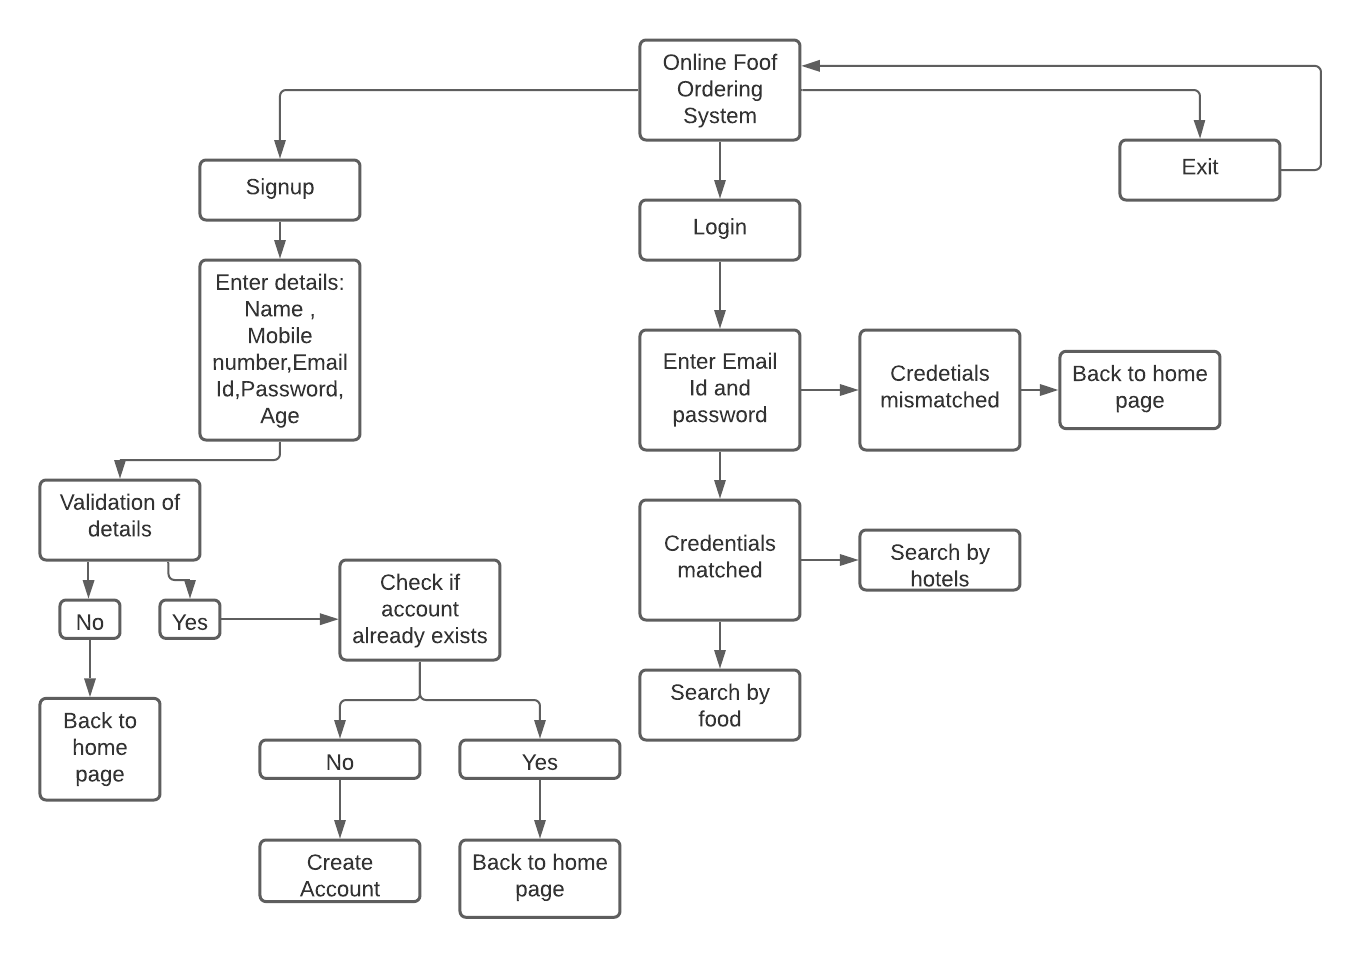 Online Foof
Ordering
System
Signup
Exit
Login
Enter details:
Name ,
Mobile
number,Email
Id,Password,
Age
Enter Email
Id and
password
Credetials
mismatched
Back to home
page
Validation of
details
Credentials
matched
Search by
hotels
No
Yes
Check if
account
already exists
Back to
home
page
Search by
food
No
Yes
Create
Account
Back to home
page